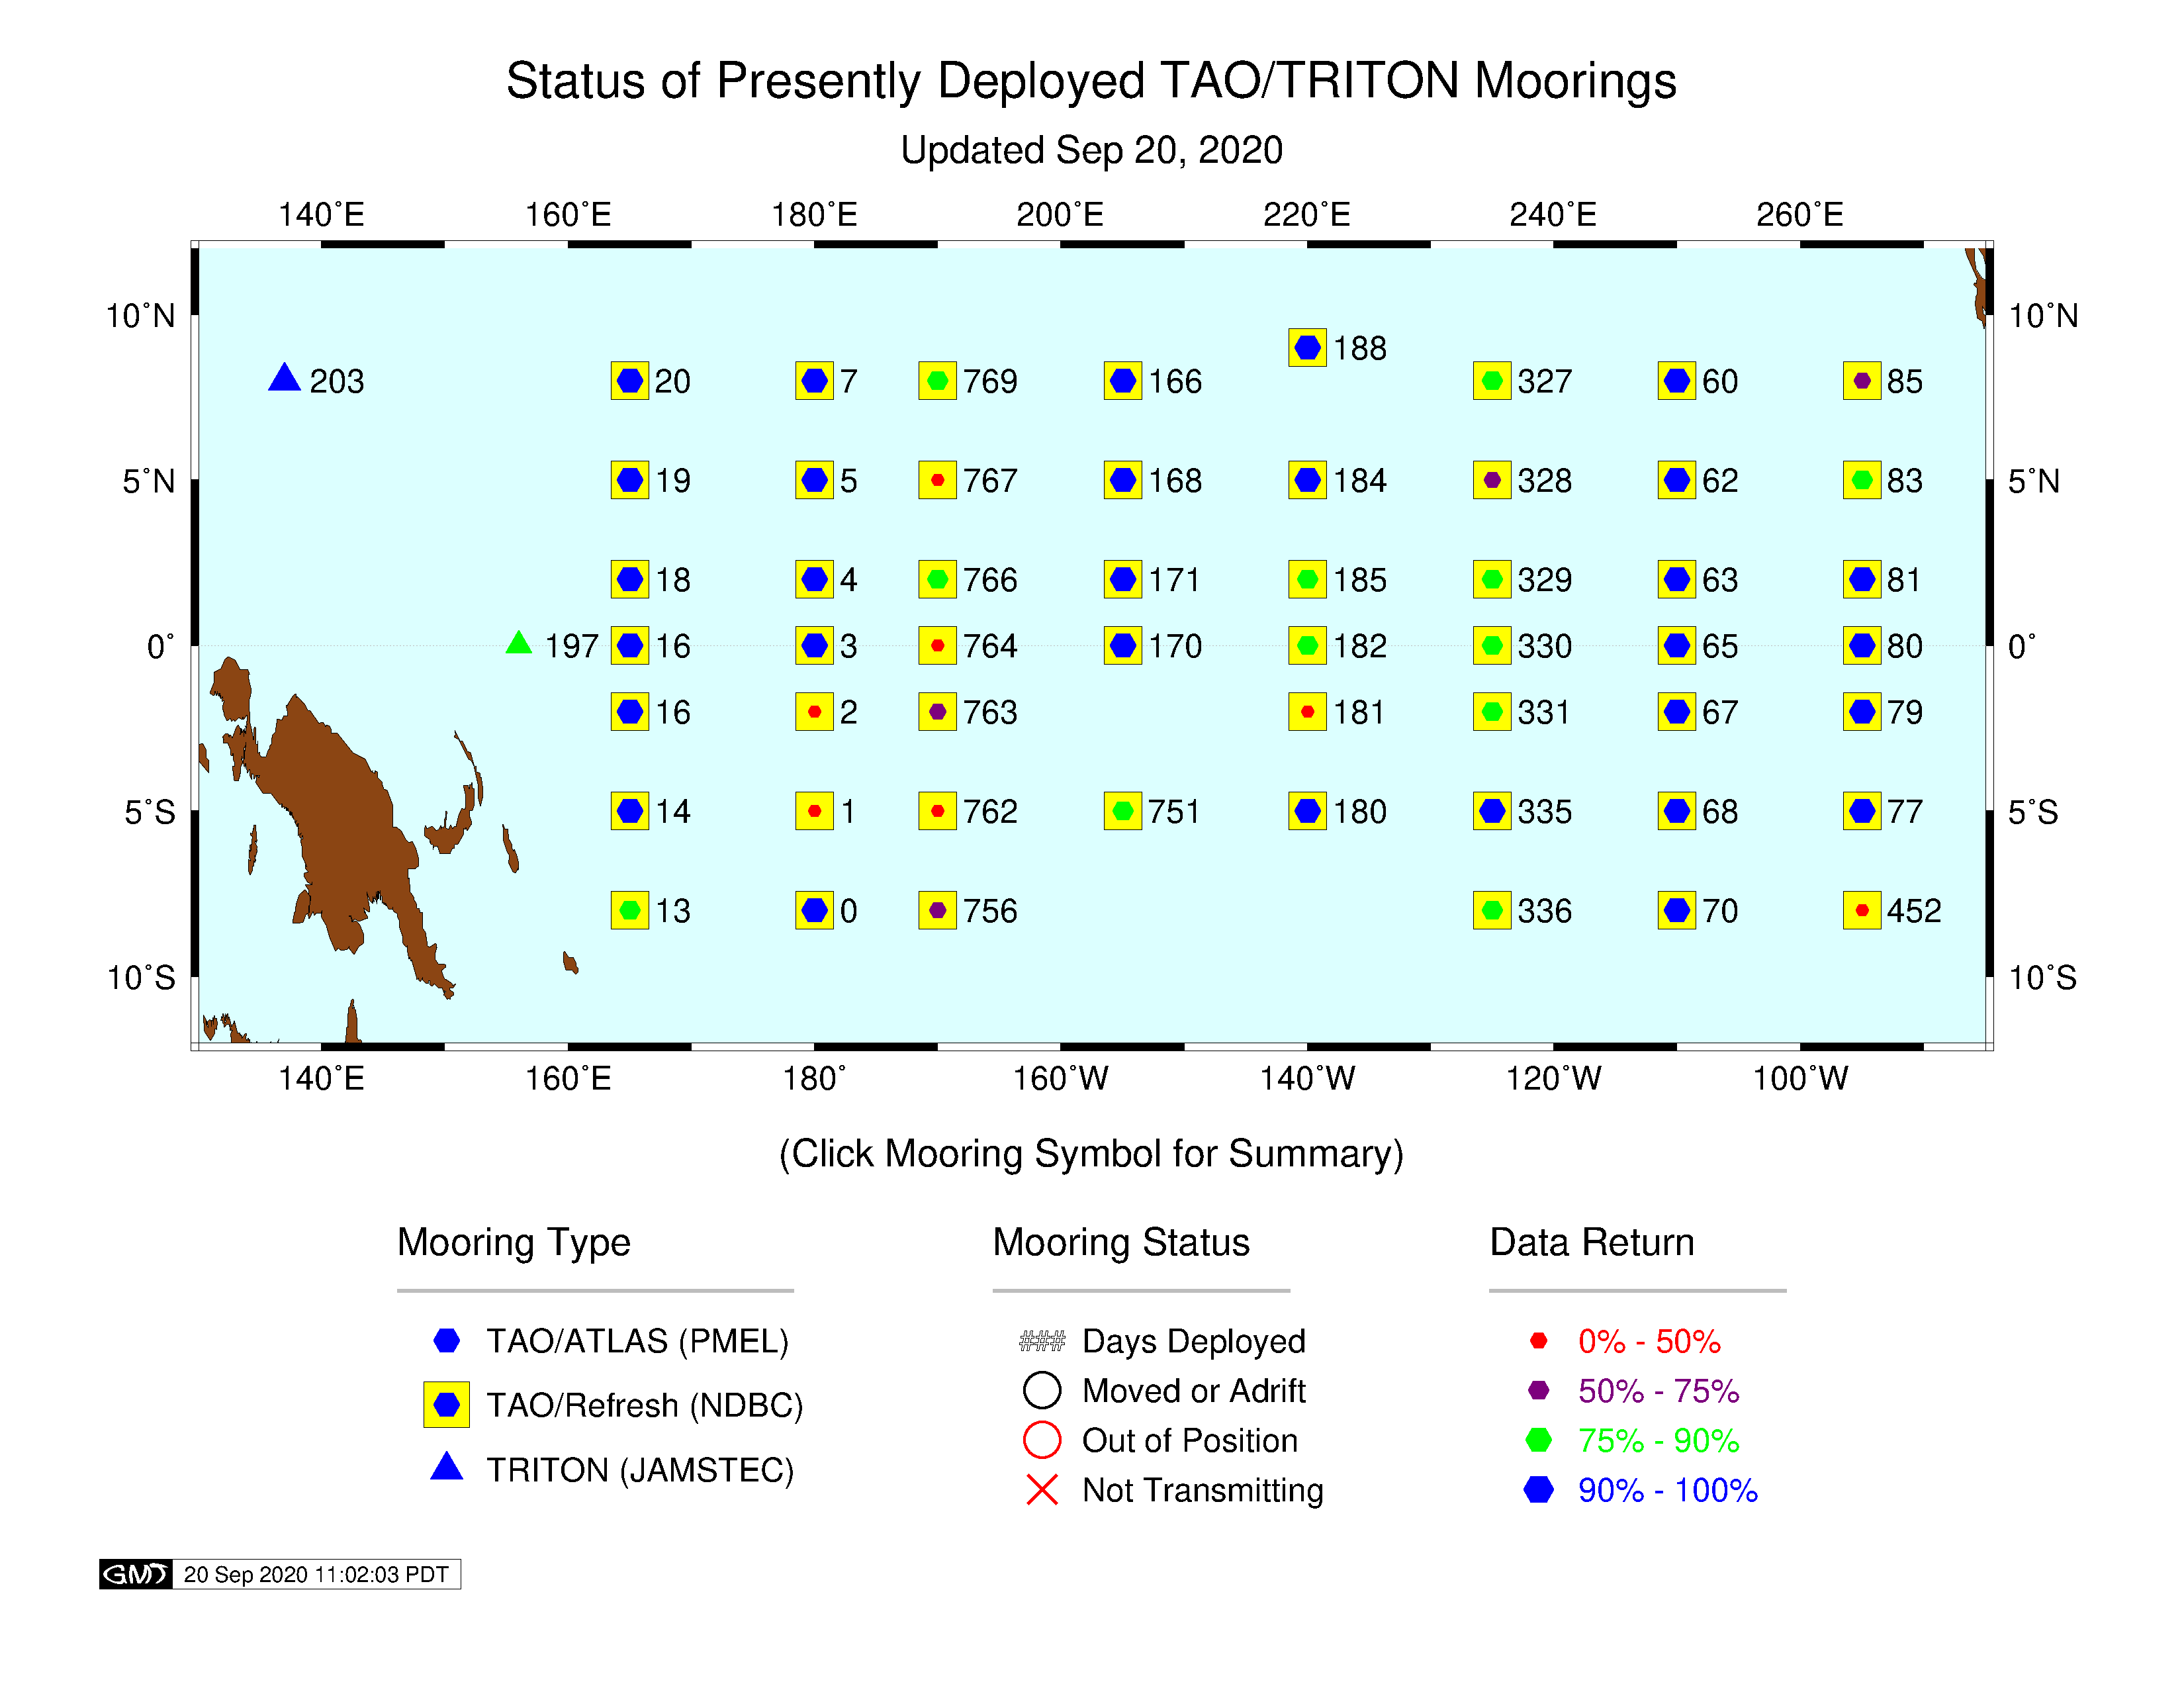 Status of Presently Deployed TAO/TRITON Moorings
Updated Sep 20, 2020
140°E 160°E 180°E 200°E 220°E 240°E 260°E
10°N 10°N
188
203 20 7 769 166 327 60 85
5°N 19 5 767 168 184 328 62 83 5°N
18 4 766 171 185 329 63 81
0° 197 16 3 764 170 182 330 65 80 0°
16 2 763 181 331 67 79
5°S 14 1 762 751 180 335 68 77 5°S
13 0 756 336 70 452
10°S 10°S
140°E 160°E 180° 160°W 140°W 120°W 100°W
(Click Mooring Symbol for Summary)
Mooring Type
TAO/ATLAS (PMEL)
TAO/Refresh (NDBC)
TRITON (JAMSTEC)
Mooring Status
### Days Deployed
Moved or Adrift
Out of Position
Not Transmitting
Data Return
0% - 50%
50% - 75%
75% - 90%
90% - 100%
GMT 20 Sep 2020 11:02:03 PDT